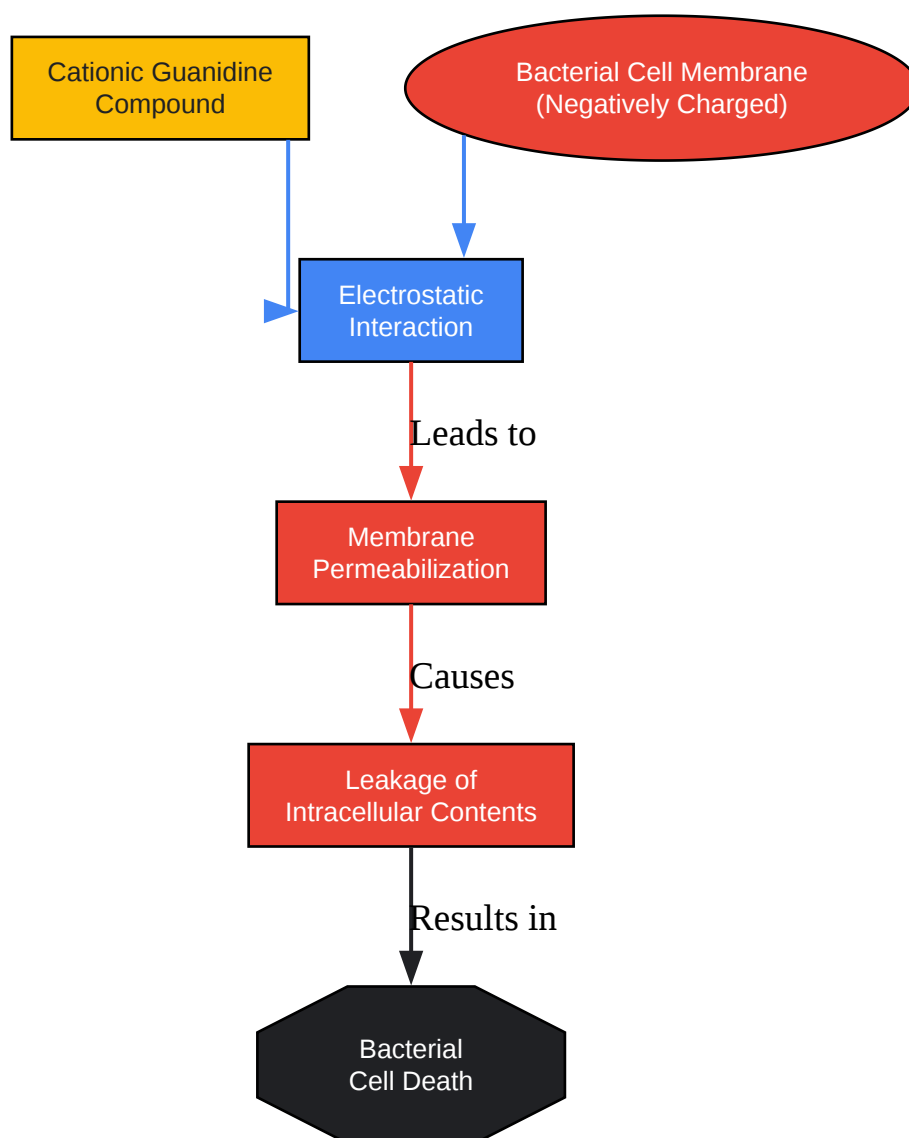 Cationic Guanidine
Compound
Bacterial Cell Membrane
(Negatively Charged)
Electrostatic
Interaction
Leads to
Membrane
Permeabilization
Causes
Leakage of
Intracellular Contents
Results in
Bacterial
Cell Death